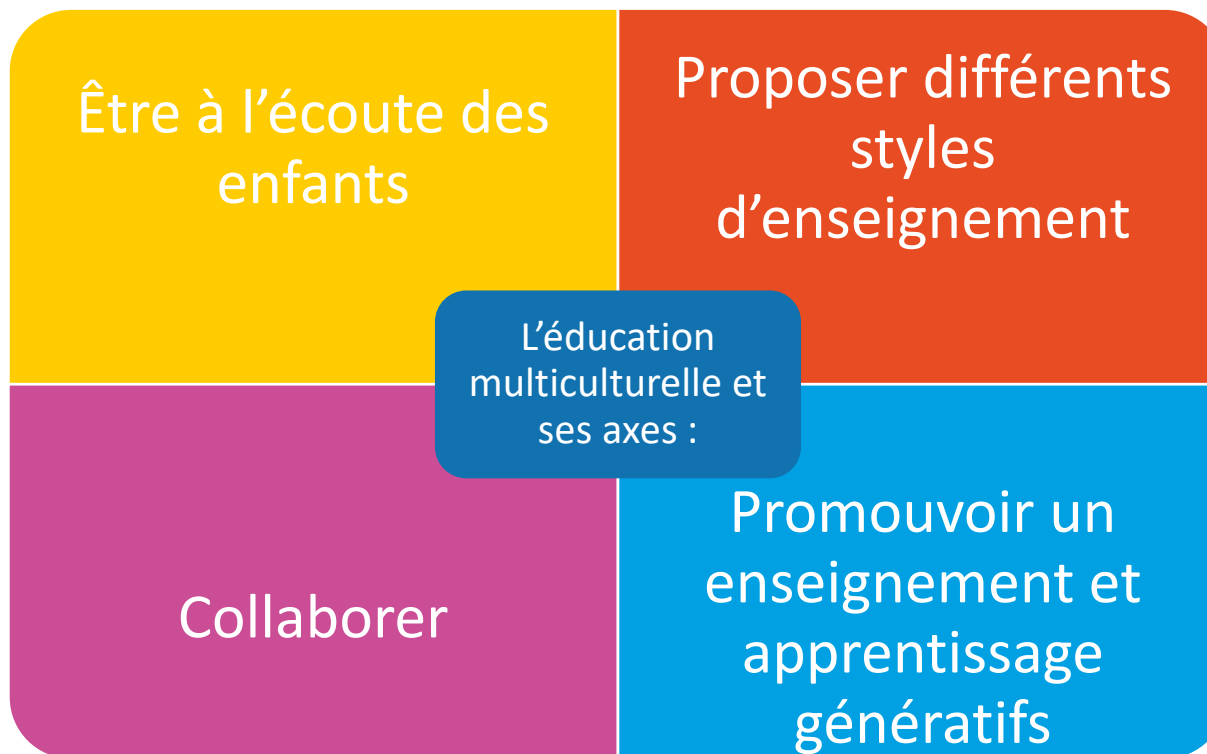 Être à l’écoute des
enfants
Proposer différents
styles
d’enseignement
L’éducation
multiculturelle et
ses axes :
Collaborer
Promouvoir un
enseignement et
apprentissage
génératifs